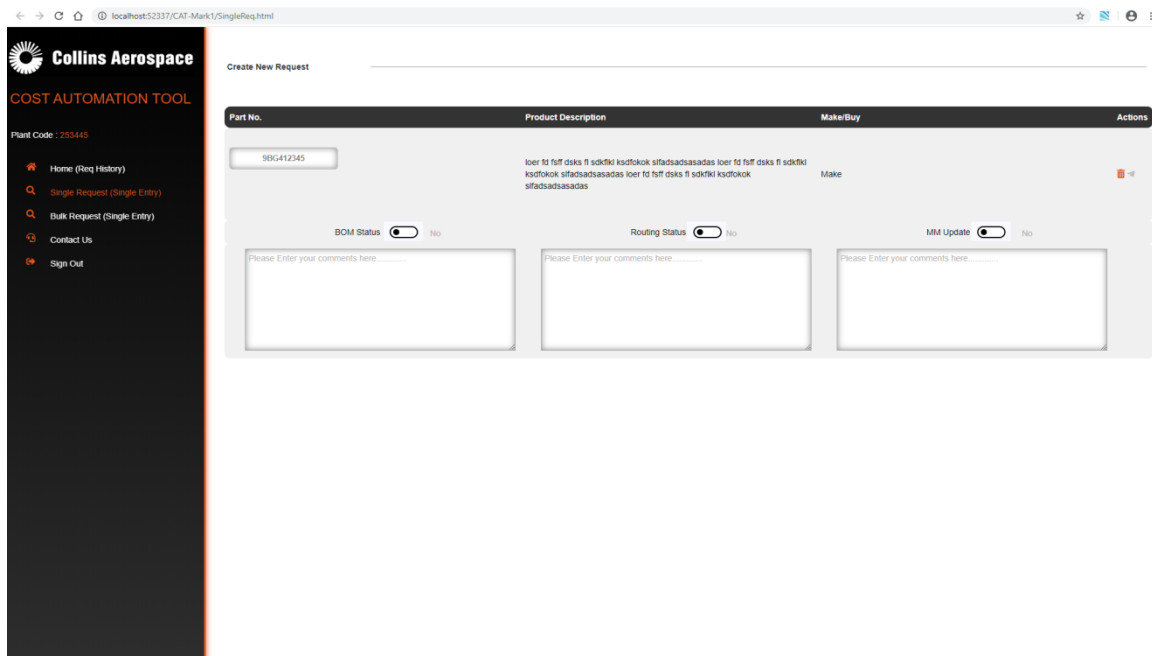 localhost:52337/CAT-Mark1/SingleReq.html
Collins Aerospace
COST AUTOMATION TOOL
Plant Code : 253445
Home (Req History)
Single Request (Single Entry)
Bulk Request (Single Entry)
Contact Us
Sign Out
Create New Request
Part No. Product Description Make/Buy Actions
9BG412345
loer fd fsff dsks fl sdkflkl ksdfokok slfadsadsasadas loer fd fsff dsks fl sdkflkl
ksdfokok slfadsadsasadas loer fd fsff dsks fl sdkflkl ksdfokok
slfadsadsasadas
Make
BOM Status No Routing Status No MM Update No
Please Enter your comments here............... Please Enter your comments here............... Please Enter your comments here...............